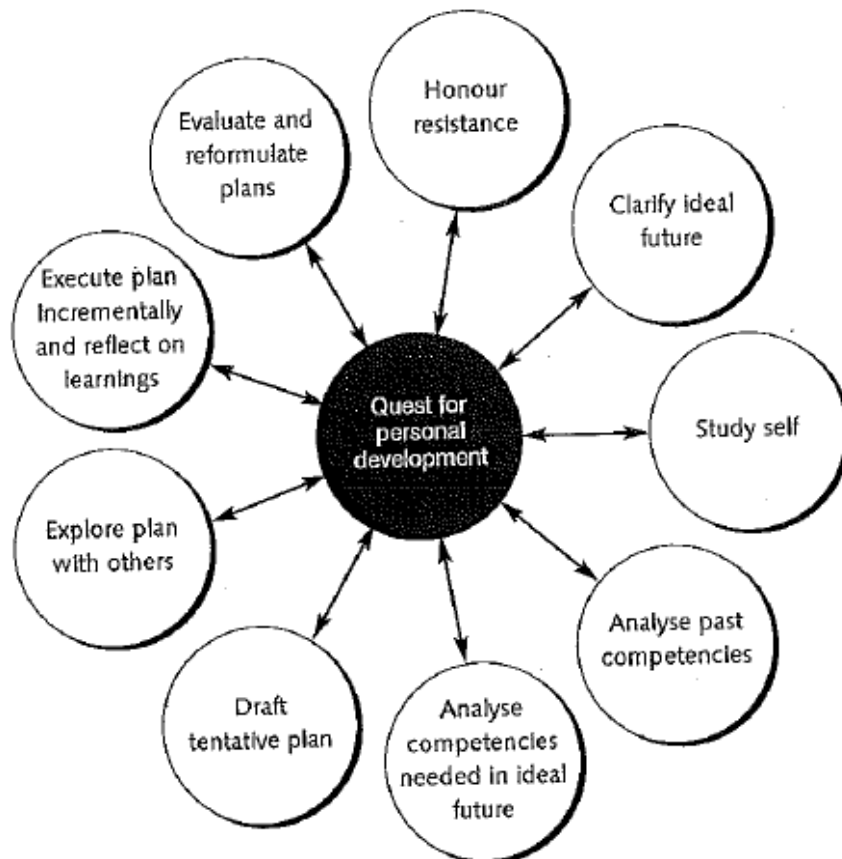 Honour
resistance
Clarify ideal
future
Study self
Analyse past
competencies
Analyse
competencies
needed in ideal
future
Draft
tentative plan
Explore plan
with others
Execute plan
Incrementally
and reflect on
learnings
Evaluate and
reformulate
plans
Quest for
personal
development